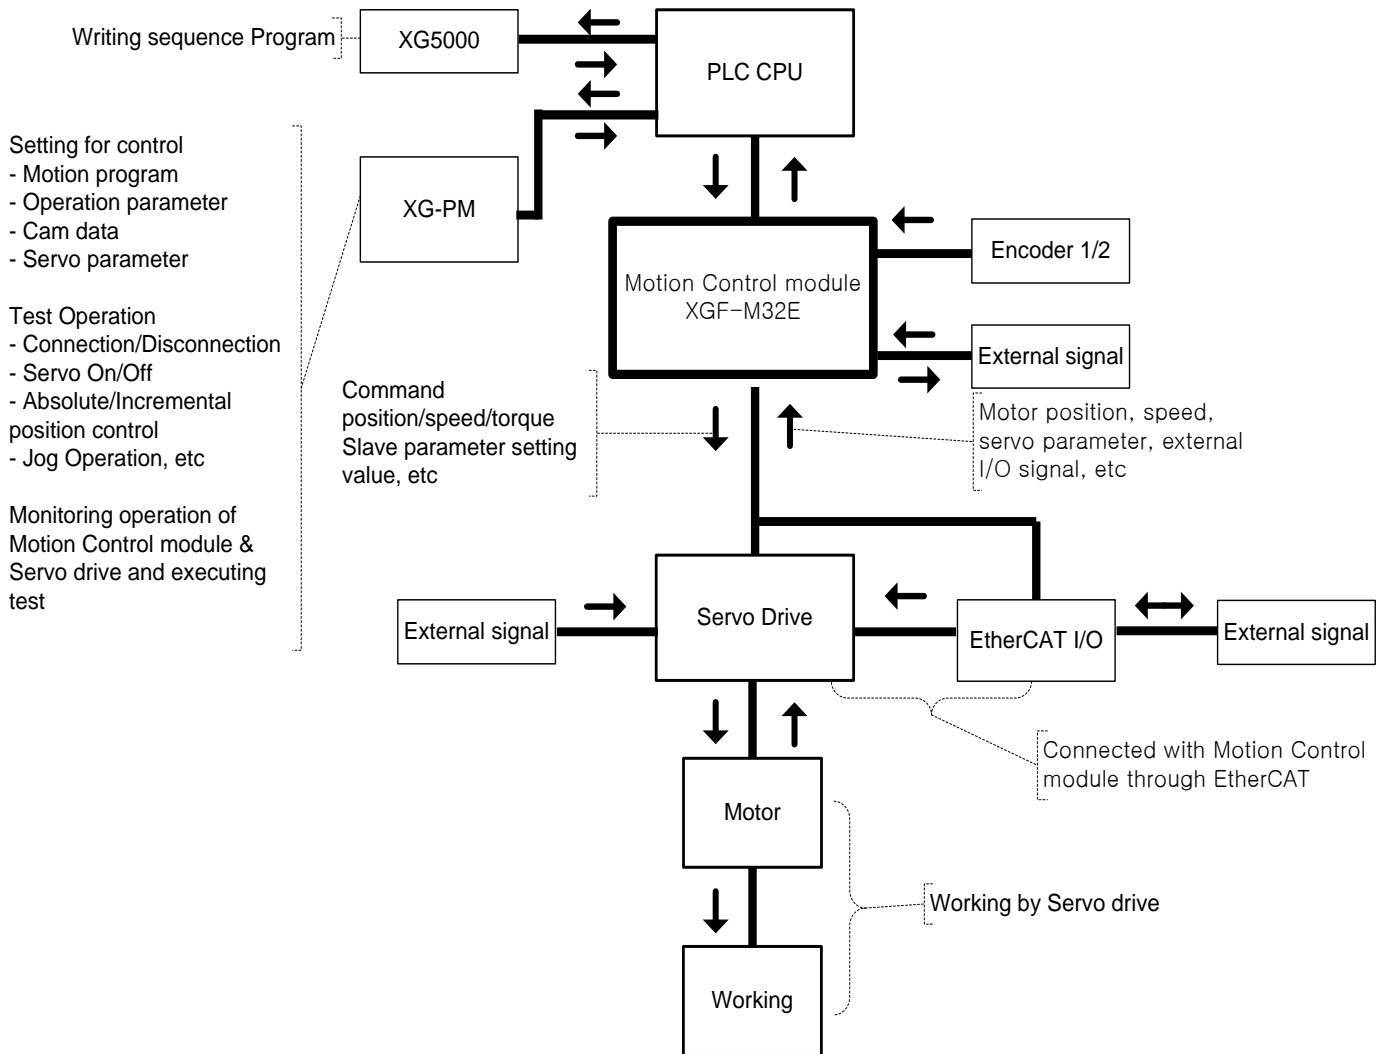 Writing sequence Program
XG5000
PLC CPU
Setting for control
- Motion program
- Operation parameter
- Cam data
- Servo parameter
Test Operation
- Connection/Disconnection
- Servo On/Off
- Absolute/Incremental
position control
- Jog Operation, etc
Monitoring operation of
Motion Control module &
Servo drive and executing
test
XG-PM
Motion Control module
XGF-M32E
Encoder 1/2
External signal
Command
position/speed/torque
Slave parameter setting
value, etc
Motor position, speed,
servo parameter, external
I/O signal, etc
External signal
Servo Drive
EtherCAT I/O
External signal
Connected with Motion Control
module through EtherCAT
Motor
Working by Servo drive
Working